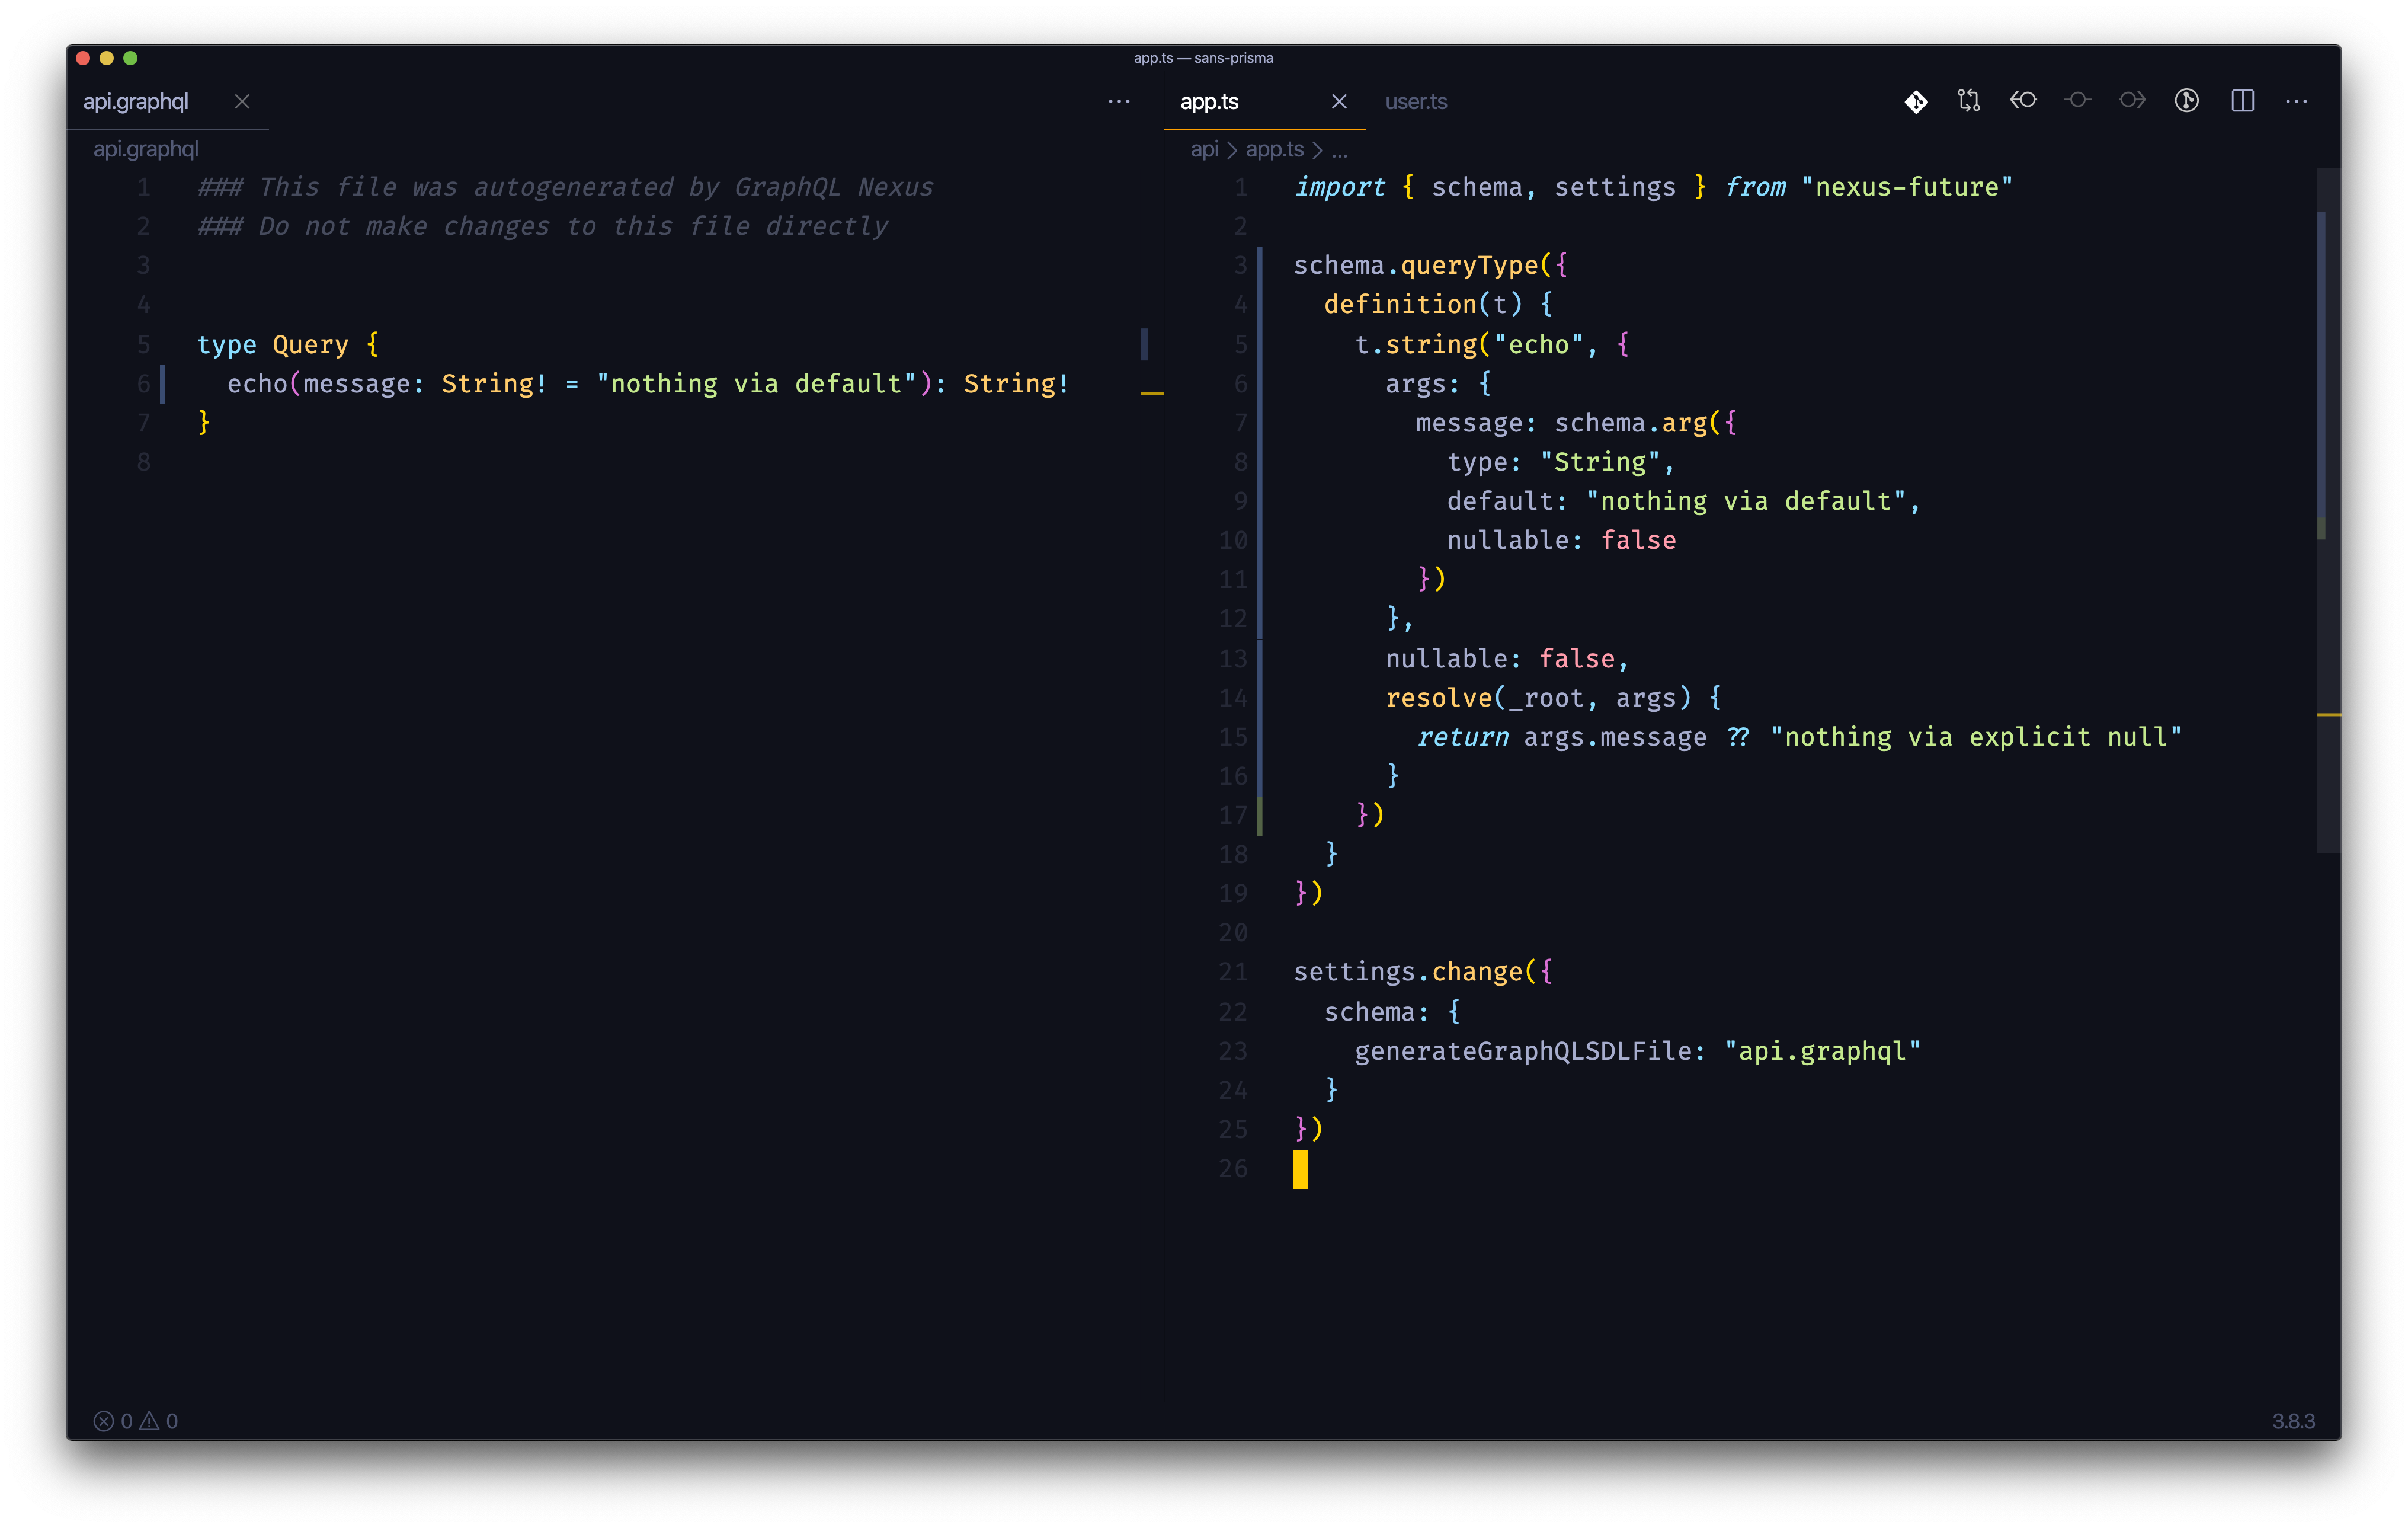 app.ts — sans-prisma
api.graphql
api.graphql
1 ### This file was autogenerated by GraphQL Nexus
2 ### Do not make changes to this file directly
3
4
5 type Query {
6   echo(message: String! = "nothing via default"): String!
7 }
8
app.ts
user.ts
api > app.ts > ...
1 import { schema, settings } from "nexus-future"
2
3 schema.queryType({
4   definition(t) {
5     t.string("echo", {
6       args: {
7         message: schema.arg({
8           type: "String",
9           default: "nothing via default",
10           nullable: false
11         })
12       },
13       nullable: false,
14       resolve(_root, args) {
15         return args.message ?? "nothing via explicit null"
16       }
17     })
18   }
19 })
20
21 settings.change({
22   schema: {
23     generateGraphQLSDLFile: "api.graphql"
24   }
25 })
26
0 0
3.8.3